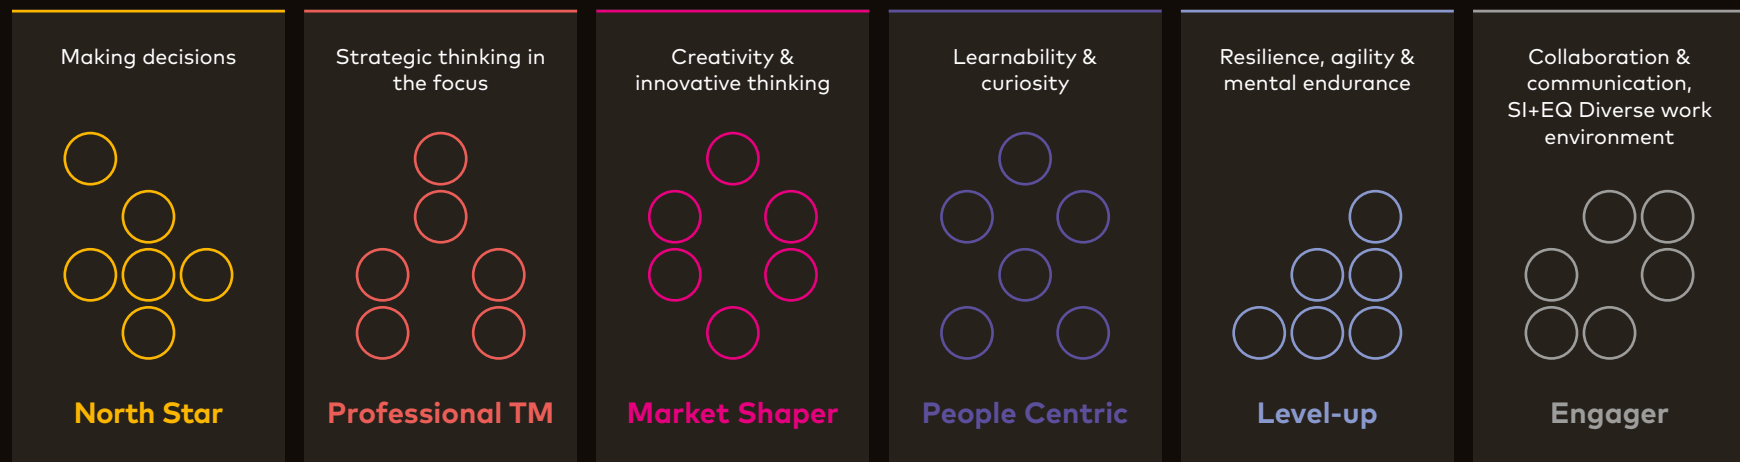 Making decisions
North Star
Strategic thinking in
the focus
Professional TM
Creativity &
innovative thinking
Market Shaper
Learnability &
curiosity
People Centric
Resilience, agility &
mental endurance
Level-up
Collaboration &
communication,
SI+EQ Diverse work
environment
Engager